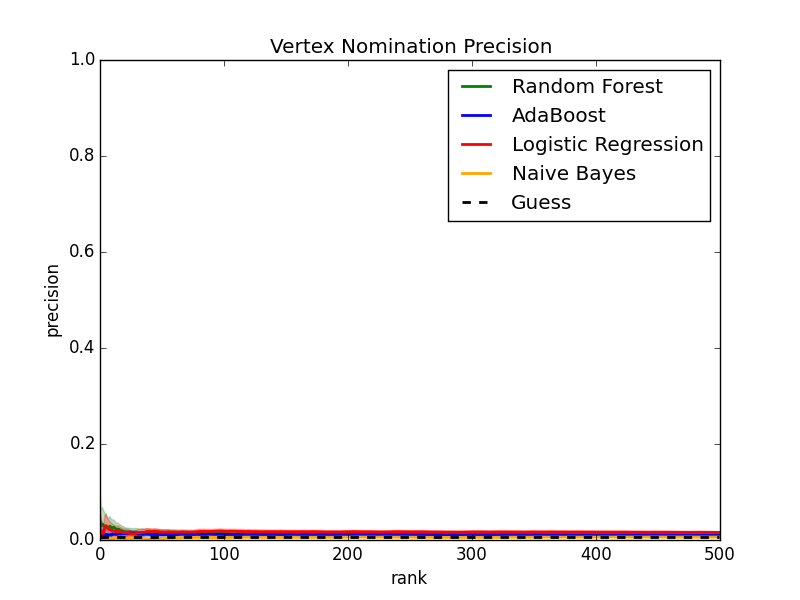 Vertex Nomination Precision
1.0
0.8
0.6
0.4
0.2
0.0
precision
Random Forest
AdaBoost
Logistic Regression
Naive Bayes
Guess
0 100 200 300 400 500
rank